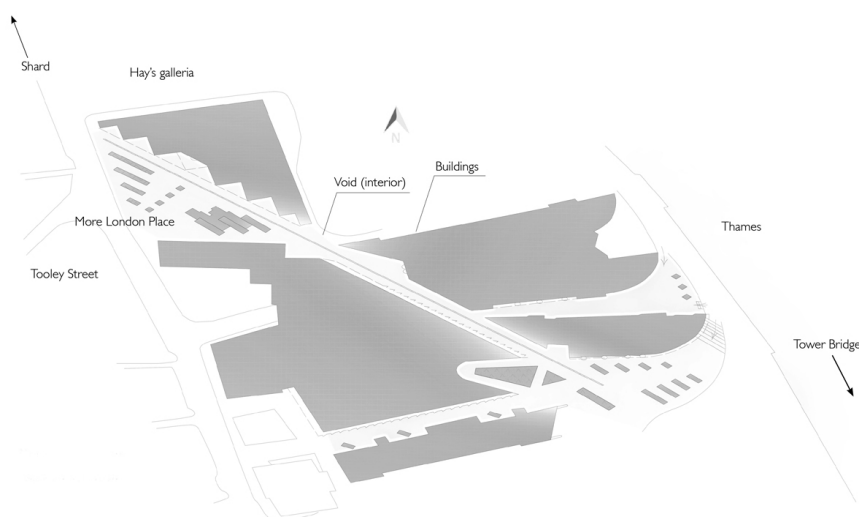 Shard
Hay's galleria
N
Buildings
Void (interior)
More London Place
Thames
Tooley Street
Tower Bridge